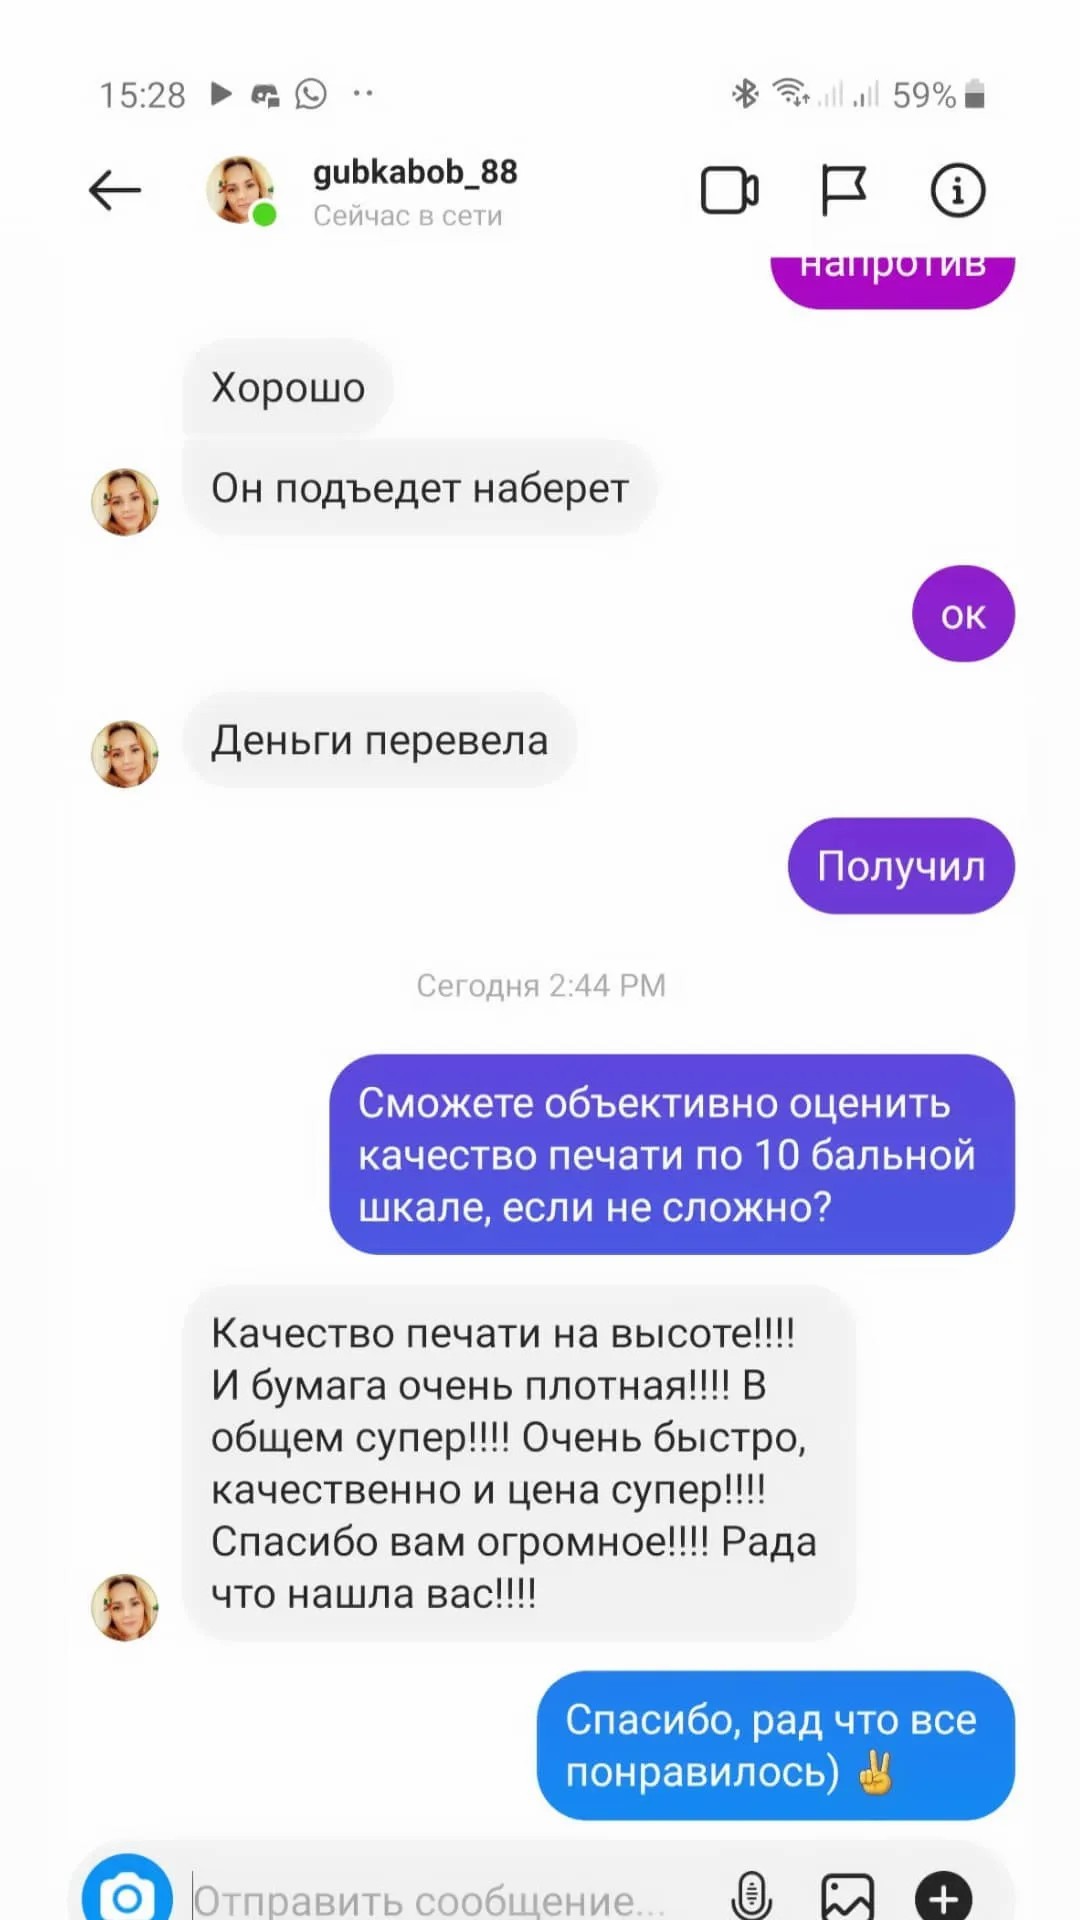 15:28
59%
gubkabob_88
Сейчас в сети
напротив
Хорошо
Он подъедет наберет
ок
Деньги перевела
Получил
Сегодня 2:44 PM
Сможете объективно оценить
качество печати по 10 бальной
шкале, если не сложно?
Качество печати на высоте!!!!
И бумага очень плотная!!!! В
общем супер!!!! Очень быстро,
качественно и цена супер!!!!
Спасибо вам огромное!!!! Рада
что нашла вас!!!!
Спасибо, рад что все
понравилось) ✌️
Отправить сообщение...